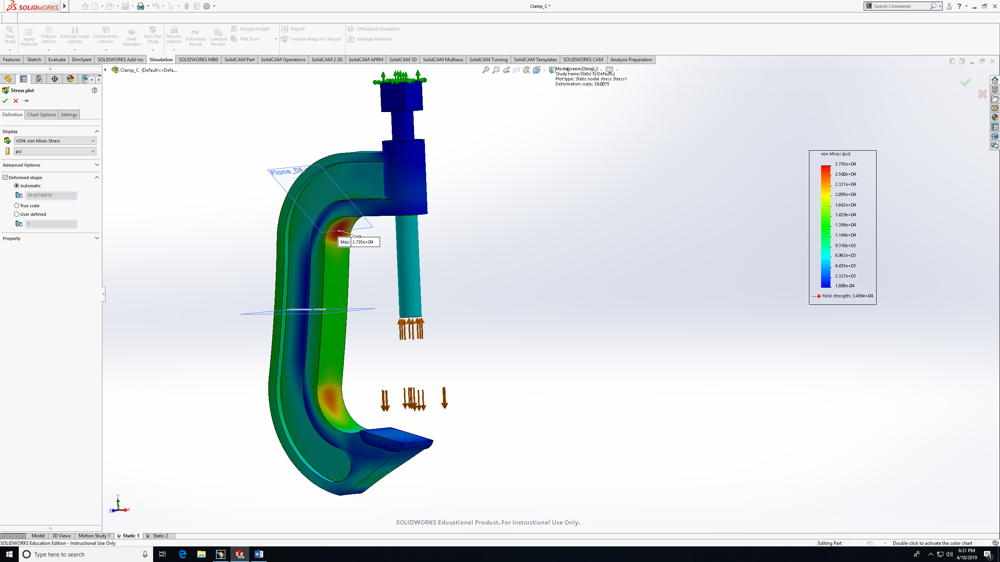 SOLIDWORKS
Clamp_C *
Search Commands
New Study
Apply Material
Fixtures Advisor
External Loads Advisor
Connections Advisor
Shell Manager
Run This Study
Results Advisor
Deformed Result
Compare Results
Design Insight
Plot Tools
Report
Include Image for Report
Offloaded Simulation
Manage Network
Features Sketch Evaluate DimXpert SOLIDWORKS Add-Ins Simulation SOLIDWORKS MBD SolidCAM Part SolidCAM Operations SolidCAM 2.5D SolidCAM AFRM SolidCAM 3D SolidCAM Multiaxis SolidCAM Turning SolidCAM Templates SOLIDWORKS CAM Analysis Preparation
Clamp_C (Default<<Defa...
Model name:Clamp_C
Study name:Static 1(-Default-)
Plot type: Static nodal stress Stress1
Deformation scale: 39.0075
Stress plot
Definition Chart Options Settings
Display
VON: von Mises Stress
psi
Advanced Options
Deformed shape
Automatic
39.00746918
True scale
User defined
1
Property
Plane_DE
Max: 2.793e+04
von Mises (psi)
2.793e+04
2.560e+04
2.327e+04
2.095e+04
1.862e+04
1.629e+04
1.396e+04
1.164e+04
9.310e+03
6.982e+03
4.655e+03
2.327e+03
1.808e-04
Yield strength: 3.499e+04
Y
Z
X
SOLIDWORKS Educational Product. For Instructional Use Only.
Model 3D Views Motion Study 1 Static 1 Static 2
SOLIDWORKS Education Edition - Instructional Use Only
Editing Part IPS Double click to activate the color chart
Type here to search
SW 2018
6:31 PM
4/18/2019
1